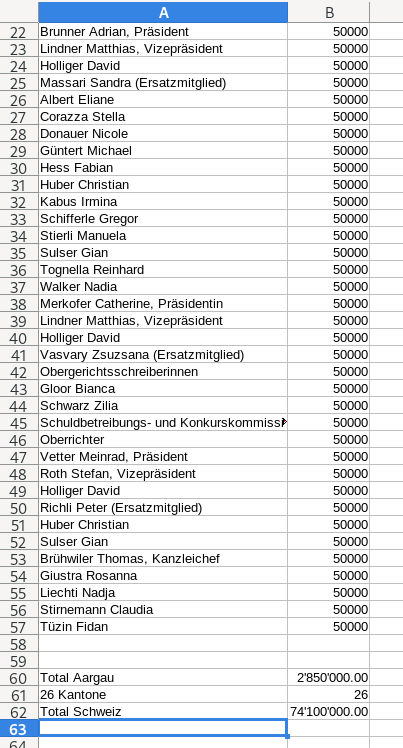 A B
22 Brunner Adrian, Präsident 50000
23 Lindner Matthias, Vizepräsident 50000
24 Holliger David 50000
25 Massari Sandra (Ersatzmitglied) 50000
26 Albert Eliane 50000
27 Corazza Stella 50000
28 Donauer Nicole 50000
29 Güntert Michael 50000
30 Hess Fabian 50000
31 Huber Christian 50000
32 Kabus Irmina 50000
33 Schifferle Gregor 50000
34 Stierli Manuela 50000
35 Sulser Gian 50000
36 Tognella Reinhard 50000
37 Walker Nadia 50000
38 Merkofer Catherine, Präsidentin 50000
39 Lindner Matthias, Vizepräsident 50000
40 Holliger David 50000
41 Vasvary Zsuzsana (Ersatzmitglied) 50000
42 Obergerichtsschreiberinnen 50000
43 Gloor Bianca 50000
44 Schwarz Zilia 50000
45 Schuldbetreibungs- und Konkurskommissi 50000
46 Oberrichter 50000
47 Vetter Meinrad, Präsident 50000
48 Roth Stefan, Vizepräsident 50000
49 Holliger David 50000
50 Richli Peter (Ersatzmitglied) 50000
51 Huber Christian 50000
52 Sulser Gian 50000
53 Brühwiler Thomas, Kanzleichef 50000
54 Giustra Rosanna 50000
55 Liechti Nadja 50000
56 Stirnemann Claudia 50000
57 Tüzin Fidan 50000
58
59
60 Total Aargau 2'850'000.00
61 26 Kantone 26
62 Total Schweiz 74'100'000.00
63
64